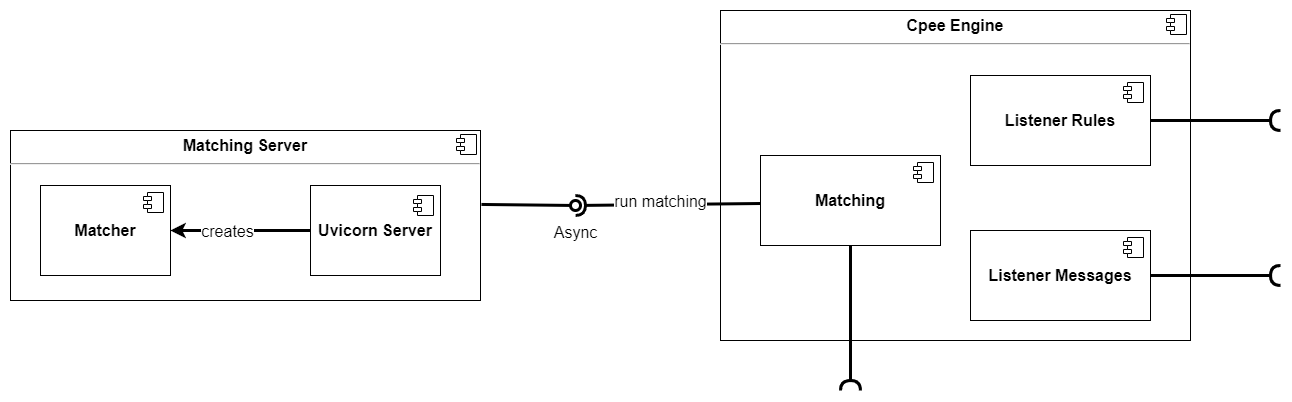 Cpee Engine
Listener Rules
Matching Server
Matching
run matching
Matcher
creates
Uvicorn Server
Async
Listener Messages